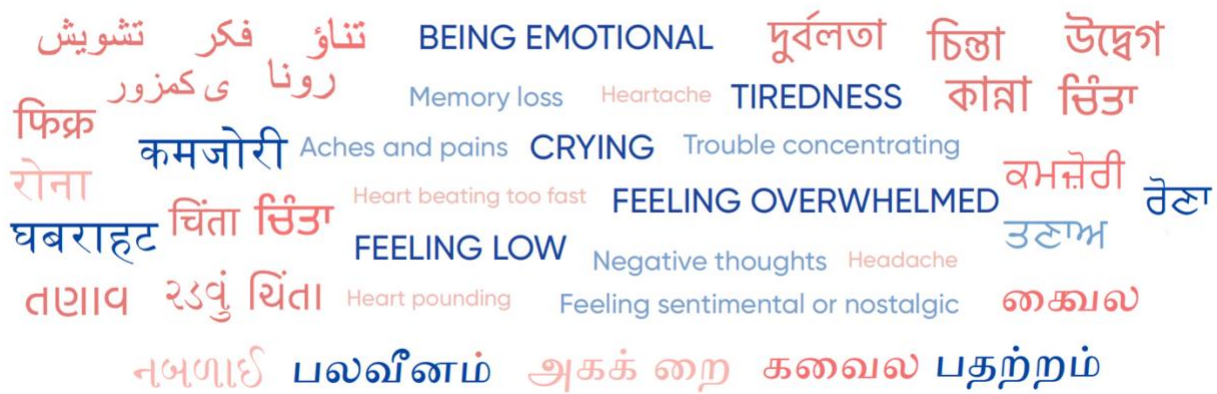 تشویش فکر تناؤ BEING EMOTIONAL दुर्बलता চিন্তা উদ্বেগ
ی کمزور رونا Memory loss Heartache TIREDNESS কান্না चिंता
फिक्र कमजोरी Aches and pains CRYING Trouble concentrating
रोना Heart beating too fast FEELING OVERWHELMED ਕਮਜ਼ੋਰੀ ਰੋਣਾ
घबराहट चिंता ਚਿੰਤਾ FEELING LOW Negative thoughts Headache ਤਣਾਅ
તણાવ રડવું ચિંતા Heart pounding Feeling sentimental or nostalgic
નબળાઈ பலவீனம் அகக் றை கவைல பதற்றம்